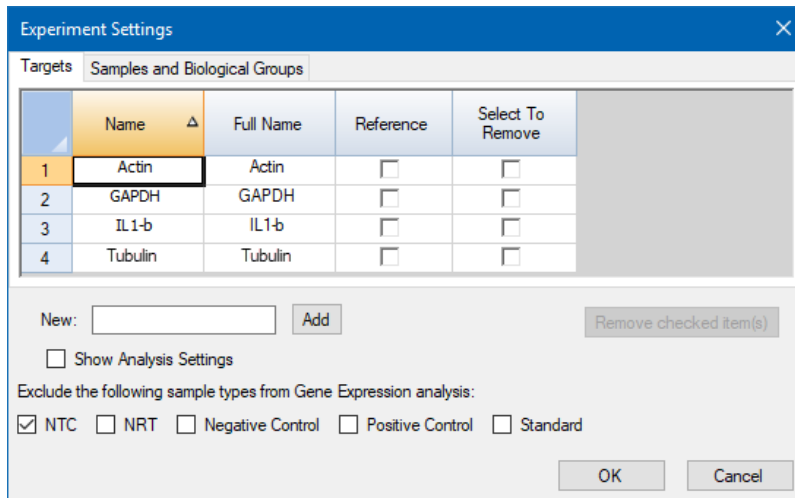 Experiment Settings
Targets Samples and Biological Groups
Name Full Name Reference Select To Remove
1 Actin Actin
2 GAPDH GAPDH
3 IL1-b IL1-b
4 Tubulin Tubulin
New: Add Remove checked item(s)
Show Analysis Settings
Exclude the following sample types from Gene Expression analysis:
NTC NRT Negative Control Positive Control Standard
OK Cancel